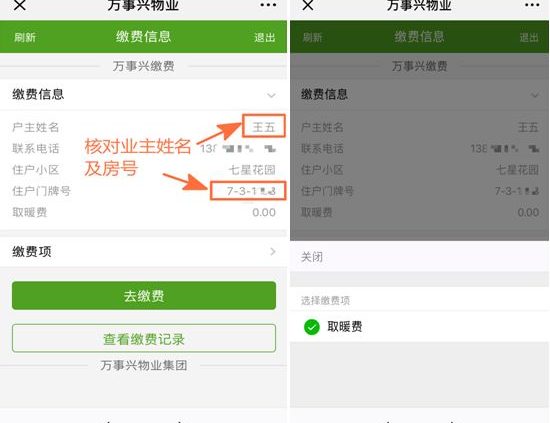 万事兴物业
刷新 缴费信息 退出
万事兴缴费
缴费信息
户主姓名 王五
联系电话 138
住户小区 七星花园
住户门牌号 7-3-1
取暖费 0.00
核对业主姓名
及房号
缴费项
去缴费
查看缴费记录
万事兴物业集团
万事兴物业
刷新 缴费信息 退出
万事兴缴费
缴费信息
户主姓名 王五
联系电话 138
住户小区 七星花园
住户门牌号 7-3-1
取暖费 0.00
关闭
选择缴费项
取暖费